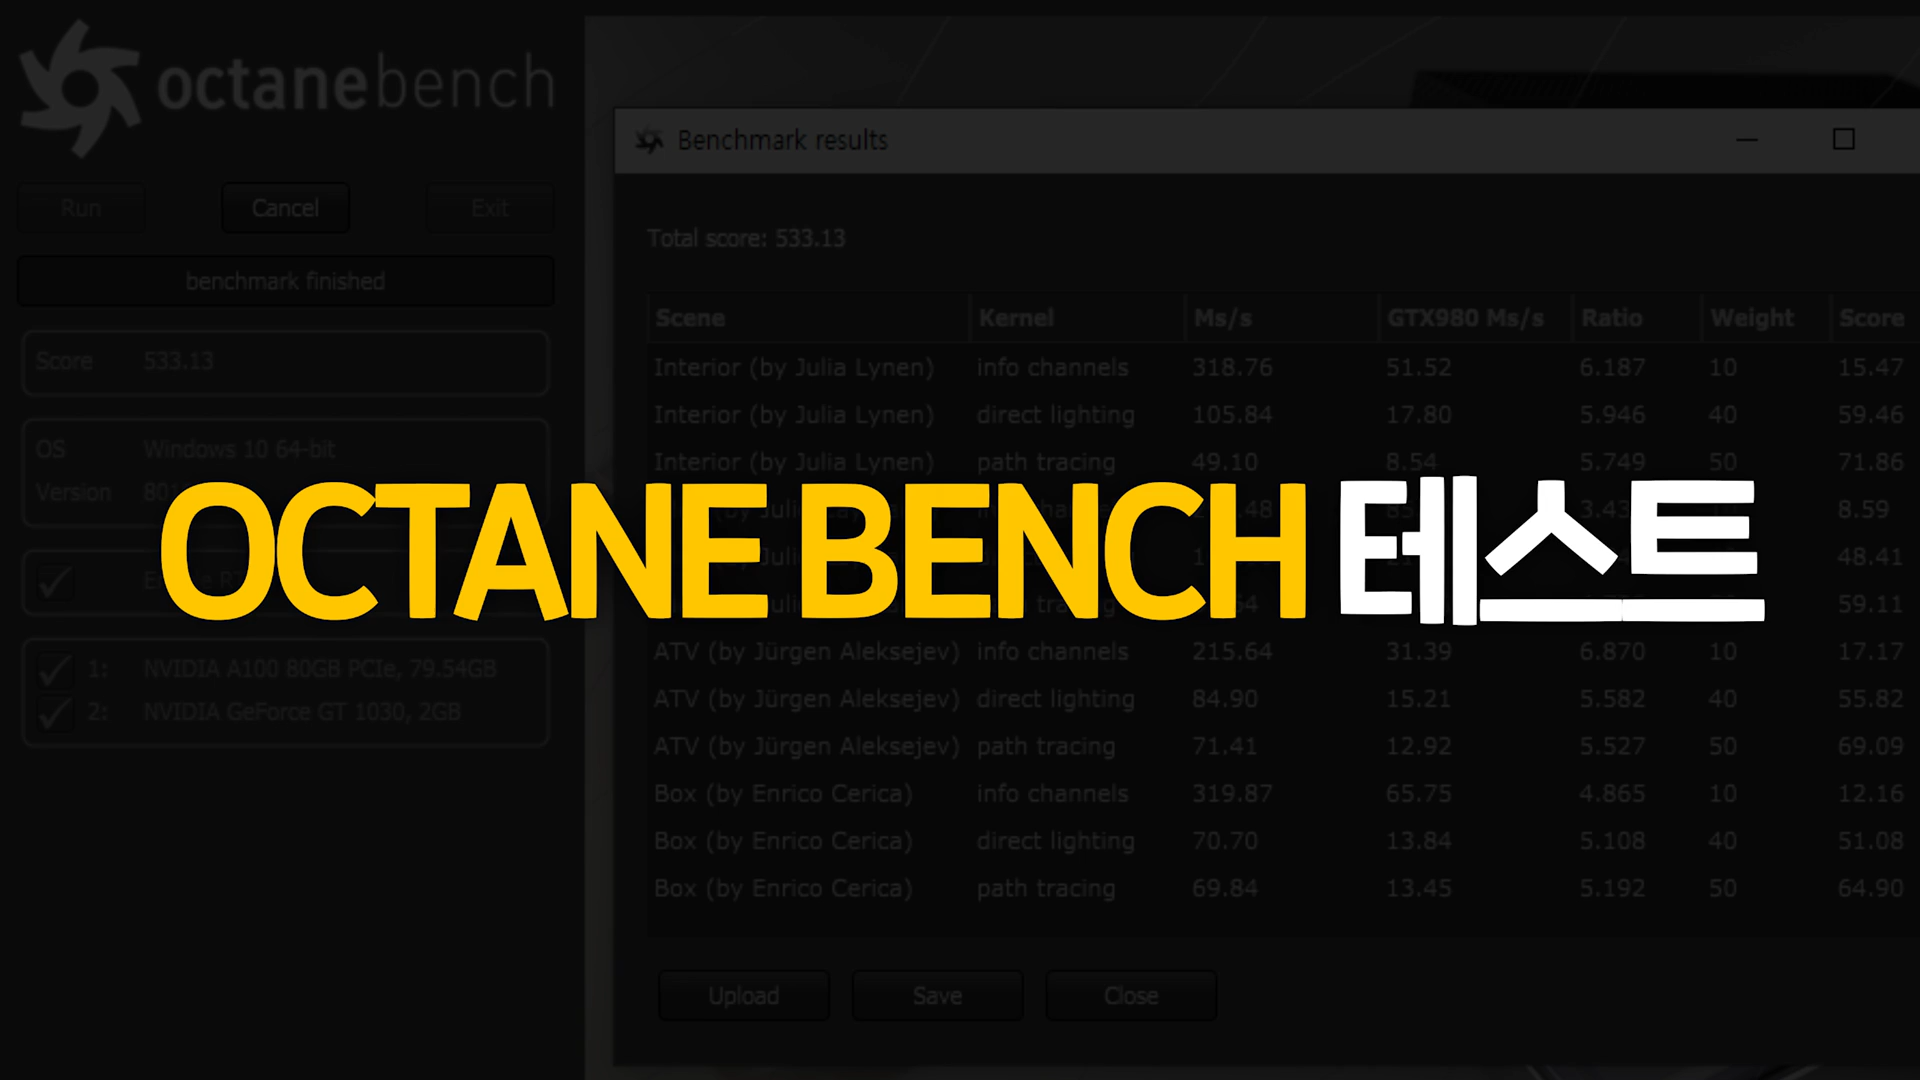 octanebench
Run Cancel Exit
benchmark finished
Score 533.13
OS Windows 10 64-bit
Version
1: NVIDIA A100 80GB PCIe, 79.54GB
2: NVIDIA GeForce GT 1030, 2GB
Benchmark results
Total score: 533.13
Scene Kernel Ms/s GTX980 Ms/s Ratio Weight Score
Interior (by Julia Lynen) info channels 318.76 51.52 6.187 10 15.47
Interior (by Julia Lynen) direct lighting 105.84 17.80 5.946 40 59.46
Interior (by Julia Lynen) path tracing 49.10 8.54 5.749 50 71.86
8.59
48.41
59.11
OCTANE BENCH 테스트
ATV (by Jürgen Aleksejev) info channels 215.64 31.39 6.870 10 17.17
ATV (by Jürgen Aleksejev) direct lighting 84.90 15.21 5.582 40 55.82
ATV (by Jürgen Aleksejev) path tracing 71.41 12.92 5.527 50 69.09
Box (by Enrico Cerica) info channels 319.87 65.75 4.865 10 12.16
Box (by Enrico Cerica) direct lighting 70.70 13.84 5.108 40 51.08
Box (by Enrico Cerica) path tracing 69.84 13.45 5.192 50 64.90
Upload Save Close